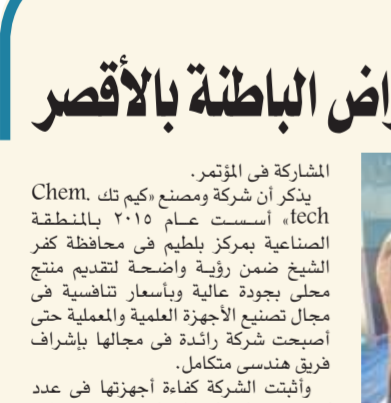 راض الباطنة بالأقصر
المشاركة فى المؤتمر.
يذكر أن شركة ومصنع «كيم تك Chem.
tech» أسست عام ٢٠١٥ بالمنطقة
الصناعية بمركز بلطيم فى محافظة كفر
الشيخ ضمن رؤية واضحة لتقديم منتج
محلى بجودة عالية وبأسعار تنافسية فى
مجال تصنيع الأجهزة العلمية والمعملية حتى
أصبحت شركة رائدة فى مجالها بإشراف
فريق هندسى متكامل.
وأثبتت الشركة كفاءة أجهزتها فى عدد